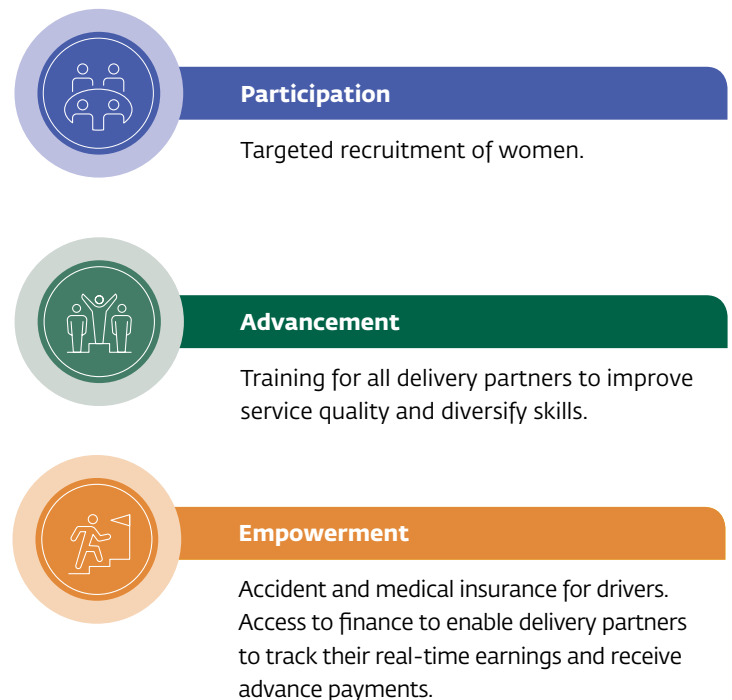 Participation
Targeted recruitment of women.
Advancement
Training for all delivery partners to improve
service quality and diversify skills.
Empowerment
Accident and medical insurance for drivers.
Access to finance to enable delivery partners
to track their real-time earnings and receive
advance payments.